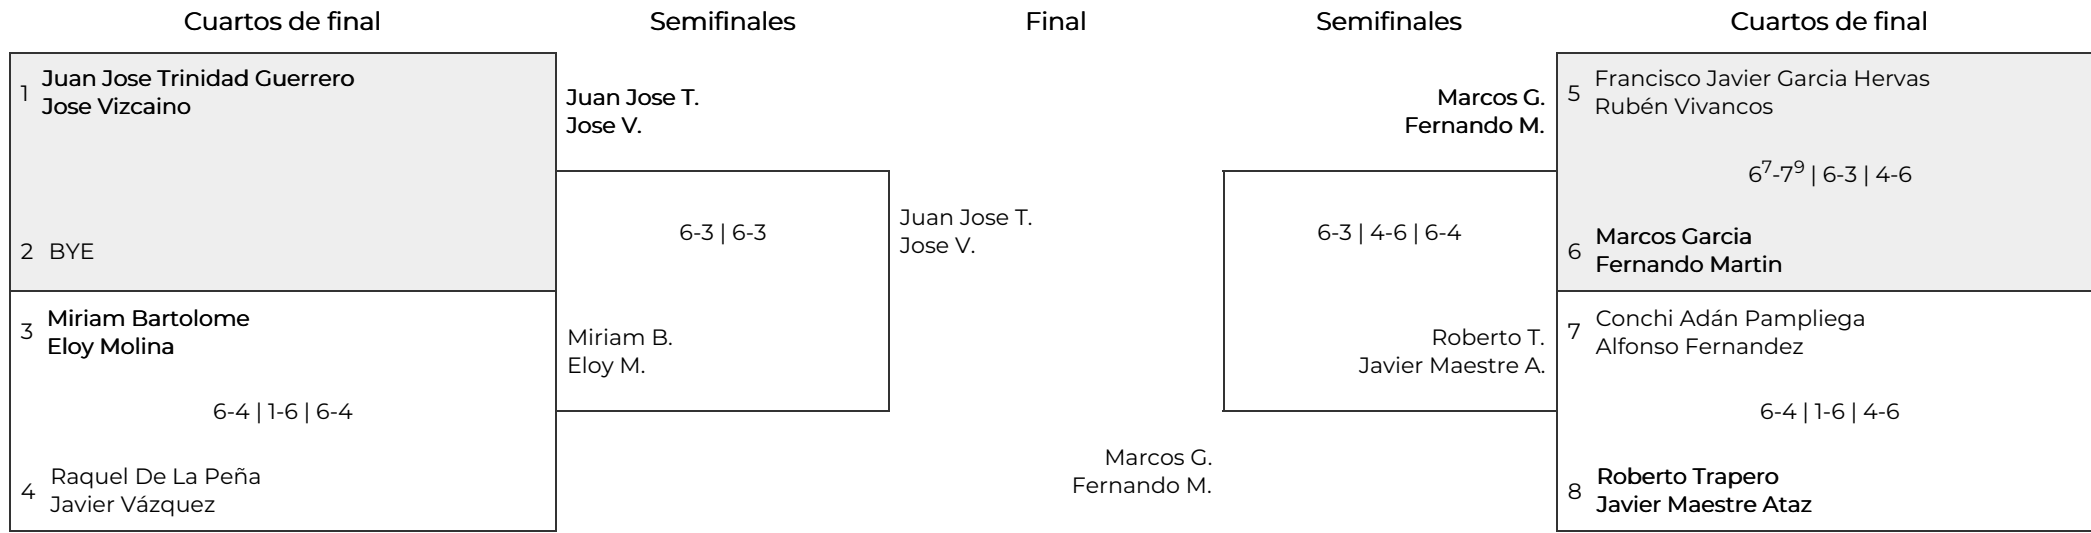 Cuartos de final
Semifinales
Final
Semifinales
Cuartos de final
1
Juan Jose Trinidad Guerrero
Jose Vizcaino
2 BYE
3
Miriam Bartolome
Eloy Molina
6-4 | 1-6 | 6-4
4
Raquel De La Peña
Javier Vázquez
Juan Jose T.
Jose V.
6-3 | 6-3
Miriam B.
Eloy M.
Juan Jose T.
Jose V.
Marcos G.
Fernando M.
Marcos G.
Fernando M.
6-3 | 4-6 | 6-4
Roberto T.
Javier Maestre A.
5
Francisco Javier Garcia Hervas
Rubén Vivancos
6⁷-7⁹ | 6-3 | 4-6
6
Marcos Garcia
Fernando Martin
7
Conchi Adán Pampliega
Alfonso Fernandez
6-4 | 1-6 | 4-6
8
Roberto Trapero
Javier Maestre Ataz